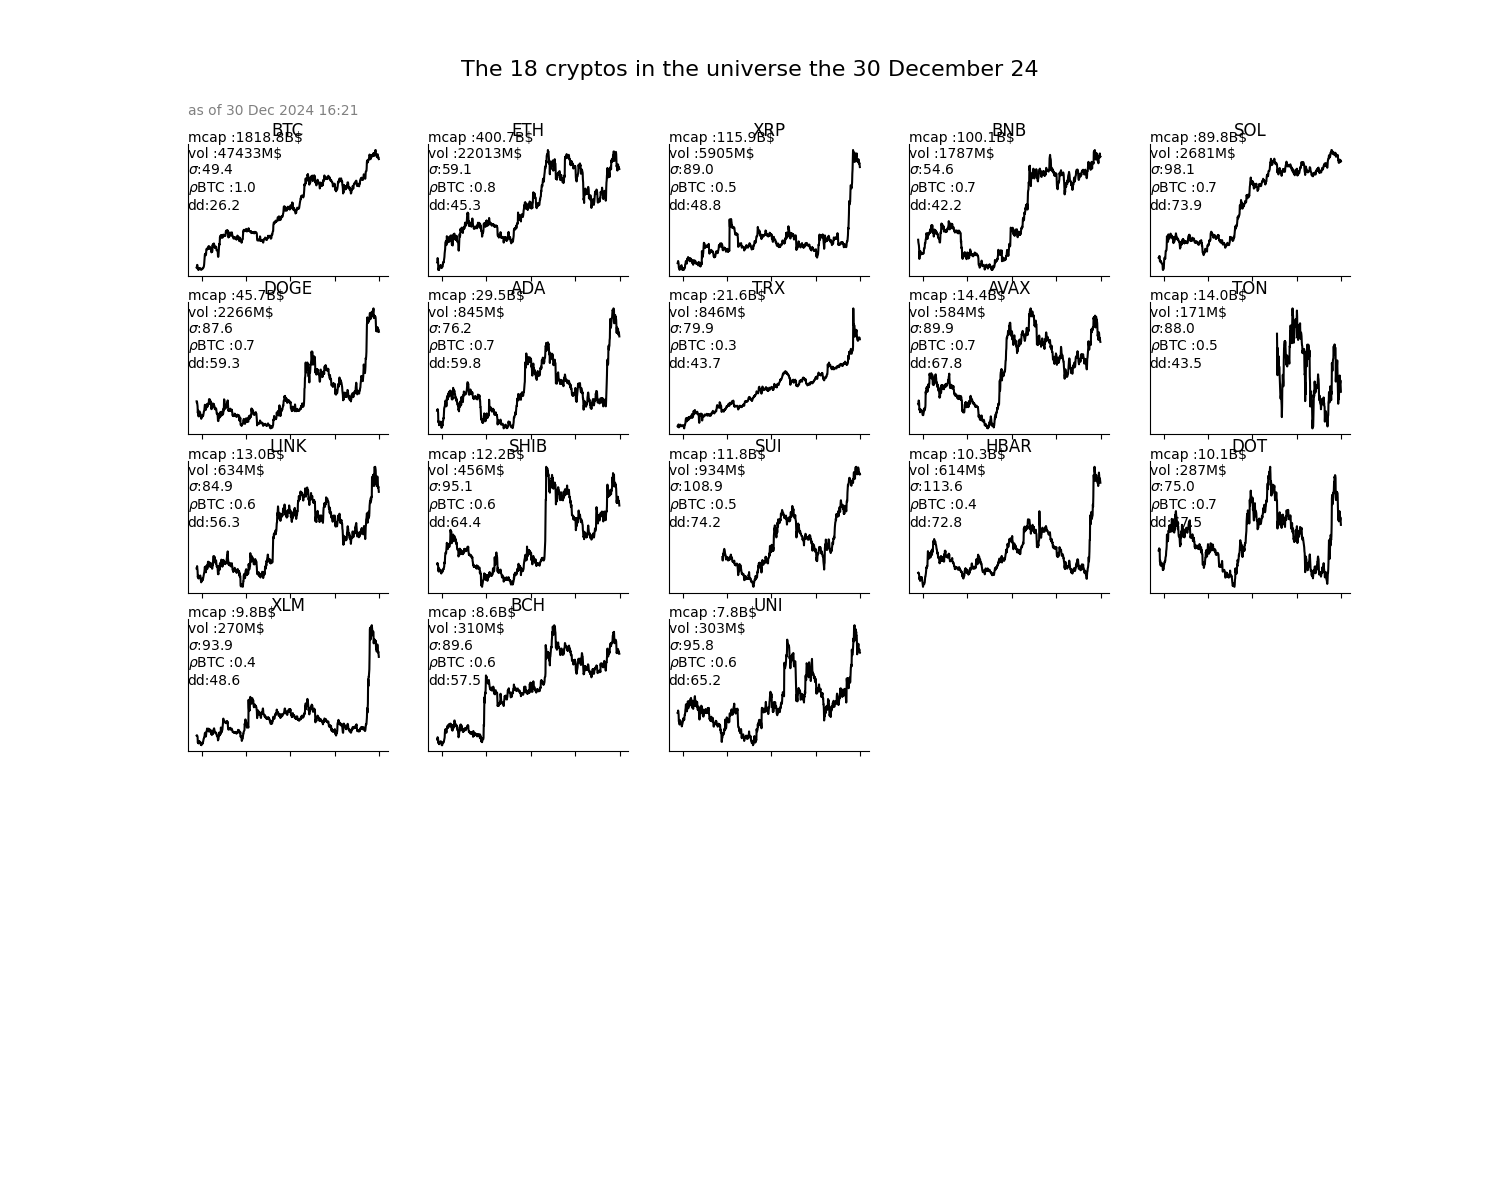 The 18 cryptos in the universe the 30 December 24
as of 30 Dec 2024 16:21
BTC
mcap :1818.8B$
vol :47433M$
σ:49.4
ρBTC :1.0
dd:26.2
ETH
mcap :400.7B$
vol :22013M$
σ:59.1
ρBTC :0.8
dd:45.3
XRP
mcap :115.9B$
vol :5905M$
σ:89.0
ρBTC :0.5
dd:48.8
BNB
mcap :100.1B$
vol :1787M$
σ:54.6
ρBTC :0.7
dd:42.2
SOL
mcap :89.8B$
vol :2681M$
σ:98.1
ρBTC :0.7
dd:73.9
DOGE
mcap :45.7B$
vol :2266M$
σ:87.6
ρBTC :0.7
dd:59.3
ADA
mcap :29.5B$
vol :845M$
σ:76.2
ρBTC :0.7
dd:59.8
TRX
mcap :21.6B$
vol :846M$
σ:79.9
ρBTC :0.3
dd:43.7
AVAX
mcap :14.4B$
vol :584M$
σ:89.9
ρBTC :0.7
dd:67.8
TON
mcap :14.0B$
vol :171M$
σ:88.0
ρBTC :0.5
dd:43.5
LINK
mcap :13.0B$
vol :634M$
σ:84.9
ρBTC :0.6
dd:56.3
SHIB
mcap :12.2B$
vol :456M$
σ:95.1
ρBTC :0.6
dd:64.4
SUI
mcap :11.8B$
vol :934M$
σ:108.9
ρBTC :0.5
dd:74.2
HBAR
mcap :10.3B$
vol :614M$
σ:113.6
ρBTC :0.4
dd:72.8
DOT
mcap :10.1B$
vol :287M$
σ:75.0
ρBTC :0.7
XLM
mcap :9.8B$
vol :270M$
σ:93.9
ρBTC :0.4
dd:48.6
BCH
mcap :8.6B$
vol :310M$
σ:89.6
ρBTC :0.6
dd:57.5
UNI
mcap :7.8B$
vol :303M$
σ:95.8
ρBTC :0.6
dd:65.2